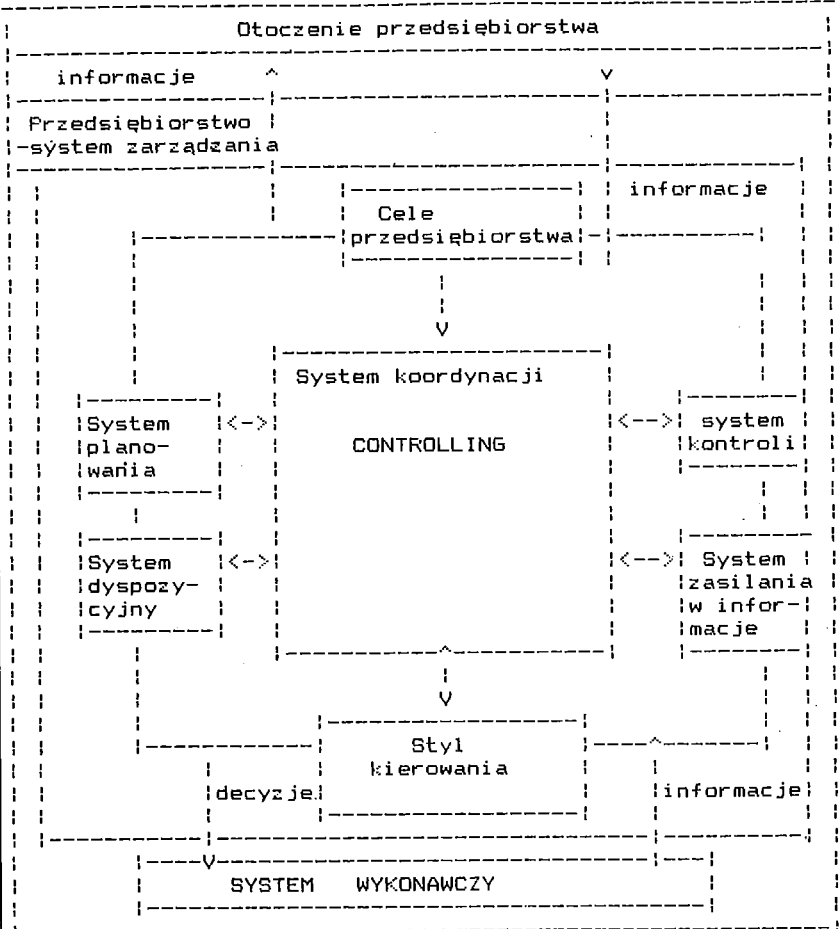 Otoczenie przedsiębiorstwa
informacje
Przedsiębiorstwo
-system zarządzania
informacje
Cele
przedsiębiorstwa
System koordynacji
CONTROLLING
System
plano-
wania
system
kontroli
System
dyspozy-
cyjny
System
zasilania
w infor-
macje
Styl
kierowania
decyzje
informacje
SYSTEM WYKONAWCZY